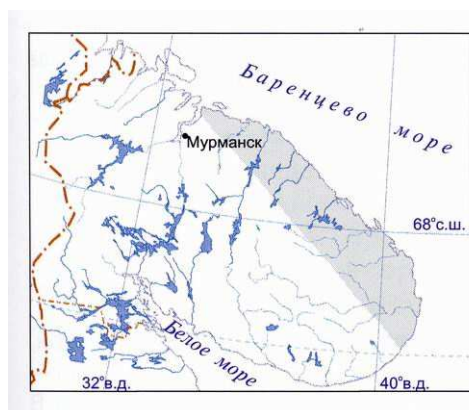 Баренцево море
Мурманск
68°с.ш.
Белое море
32°в.д.
40°в.д.